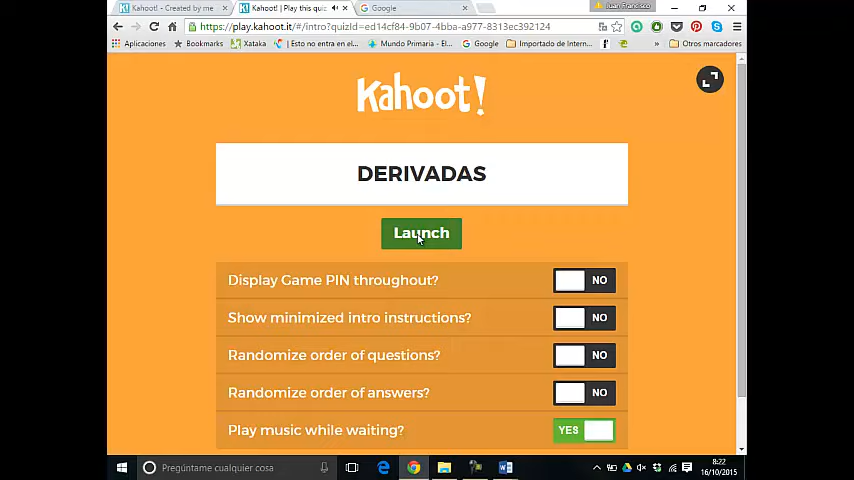 Kahoot! - Created by me
Kahoot! | Play this quiz
Google
Juan Francisco
https://play.kahoot.it/#/intro?quizId=ed14cf84-9b07-4bba-a977-8313ec392124
Aplicaciones
Bookmarks
Xataka
Esto no entra en el...
Mundo Primaria - El...
Google
Importado de Intern...
»
Otros marcadores
Kahoot!
DERIVADAS
Launch
Display Game PIN throughout?
NO
Show minimized intro instructions?
NO
Randomize order of questions?
NO
Randomize order of answers?
NO
Play music while waiting?
YES
Pregúntame cualquier cosa
8:22
16/10/2015